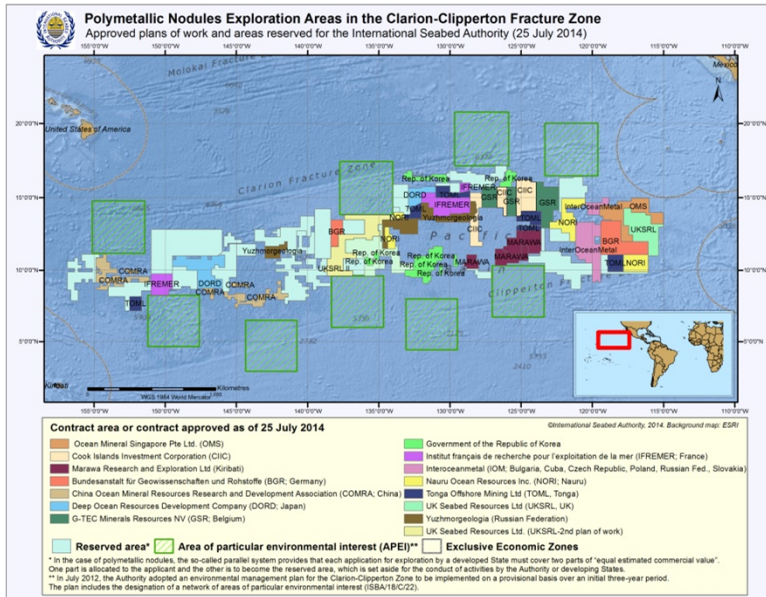 Polymetallic Nodules Exploration Areas in the Clarion-Clipperton Fracture Zone
Approved plans of work and areas reserved for the International Seabed Authority (25 July 2014)
155°0'0"W 150°0'0"W 145°0'0"W 140°0'0"W 135°0'0"W 130°0'0"W 125°0'0"W 120°0'0"W 115°0'0"W
Molokai Fracture Zone
Mexico
N
20°0'0"N
United States of America
Clarion Fracture Zone
Rep. of Korea
Rep. of Korea
15°0'0"N
DORD
TOML
IFREMER
IFREMER
CIIC
CIIC
GSR
GSR
GSR
InterOceanMetal
OMS
TOML
NORI
Yuzhmorgeologia
TOML
NORI
UKSRL
BGR
CIIC
TOML
NORI
Pacific
MARAWA
BGR
Yuzhmorgeologia
InterOceanMetal
Rep. of Korea
Rep. of Korea
Rep. of Korea
MARAWA
MARAWA
TOML
NORI
UKSRL II
Rep. of Korea
Rep. of Korea
10°0'0"N
COMRA
COMRA
IFREMER
DORD
COMRA
COMRA
COMRA
Clipperton Fracture Zone
TOML
5°0'0"N
Kiribati
Kilometres
WGS 1984 World Mercator
Contract area or contract approved as of 25 July 2014
©International Seabed Authority, 2014. Background map: ESRI
Ocean Mineral Singapore Pte Ltd. (OMS)
Cook Islands Investment Corporation (CIIC)
Marawa Research and Exploration Ltd (Kiribati)
Bundesanstalt für Geowissenschaften und Rohstoffe (BGR; Germany)
China Ocean Mineral Resources Research and Development Association (COMRA; China)
Deep Ocean Resources Development Company (DORD; Japan)
G-TEC Minerals Resources NV (GSR; Belgium)
Government of the Republic of Korea
Institut français de recherche pour l'exploitation de la mer (IFREMER; France)
Interoceanmetal (IOM; Bulgaria, Cuba, Czech Republic, Poland, Russian Fed., Slovakia)
Nauru Ocean Resources Inc. (NORI; Nauru)
Tonga Offshore Mining Ltd (TOML, Tonga)
UK Seabed Resources Ltd (UKSRL, UK)
Yuzhmorgeologia (Russian Federation)
UK Seabed Resources Ltd. (UKSRL-2nd plan of work)
Reserved area*
Area of particular environmental interest (APEI)**
Exclusive Economic Zones
* In the case of polymetallic nodules, the so-called parallel system provides that each application for exploration by a developed State must cover two parts of "equal estimated commercial value".
One part is allocated to the applicant and the other is to become the reserved area, which is set aside for the conduct of activities by the Authority or developing States.
** In July 2012, the Authority adopted an environmental management plan for the Clarion-Clipperton Zone to be implemented on a provisional basis over an initial three-year period.
The plan includes the designation of a network of areas of particular environmental interest (ISBA/18/C/22).